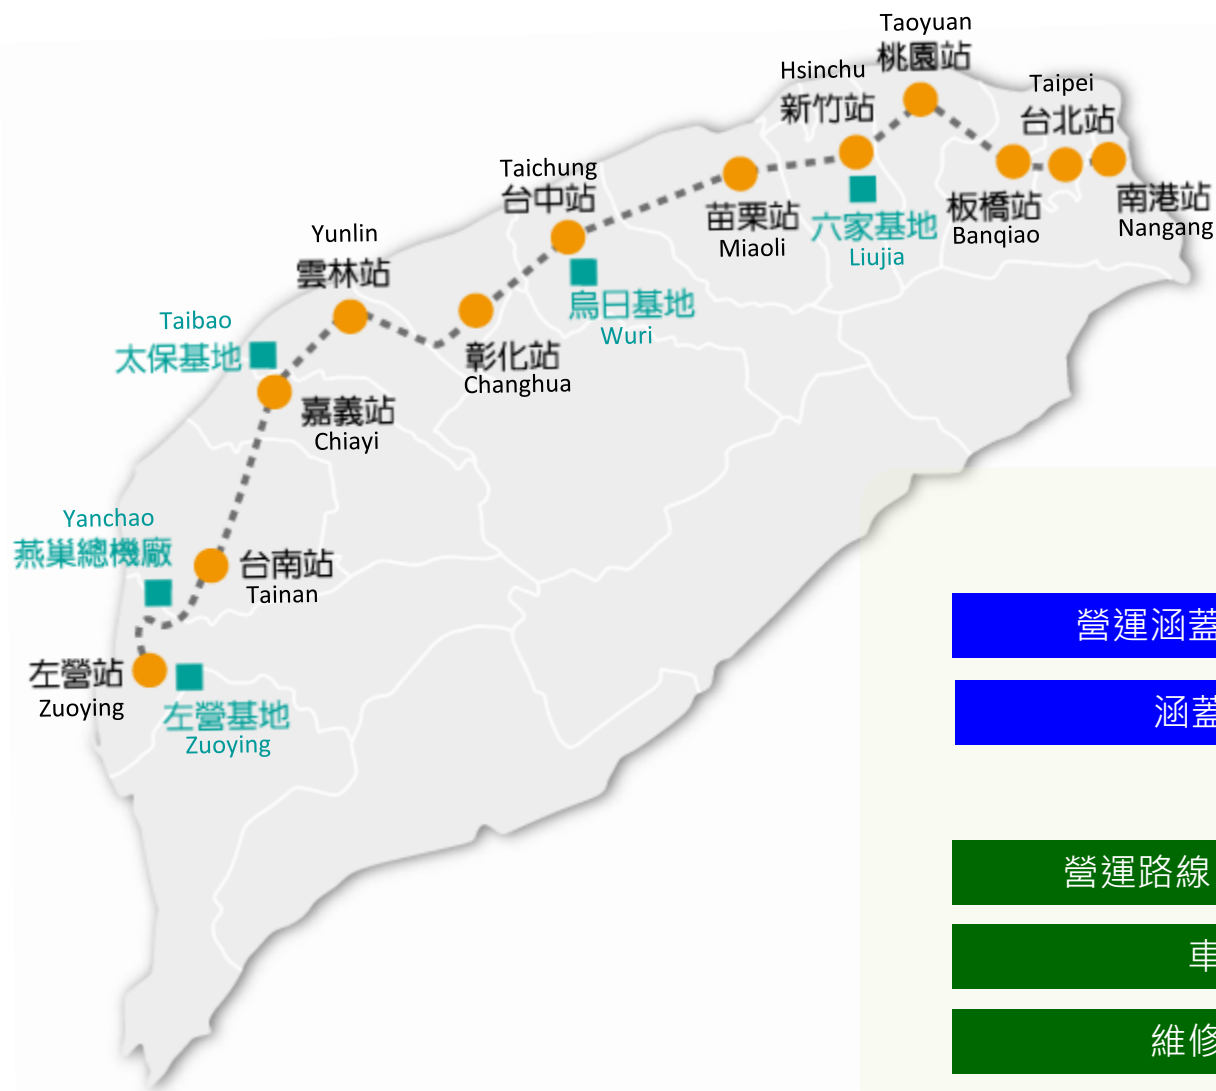 Taoyuan
桃園站
Hsinchu
新竹站
Taipei
台北站
Taichung
台中站
苗栗站
Miaoli
六家基地
Liujia
板橋站
Banqiao
南港站
Nangang
Yunlin
雲林站
烏日基地
Wuri
Taibao
太保基地
彰化站
Changhua
嘉義站
Chiayi
Yanchao
燕巢總機廠
台南站
Tainan
左營站
Zuoying
左營基地
Zuoying
營運涵蓋
涵蓋
營運路線
車
維修